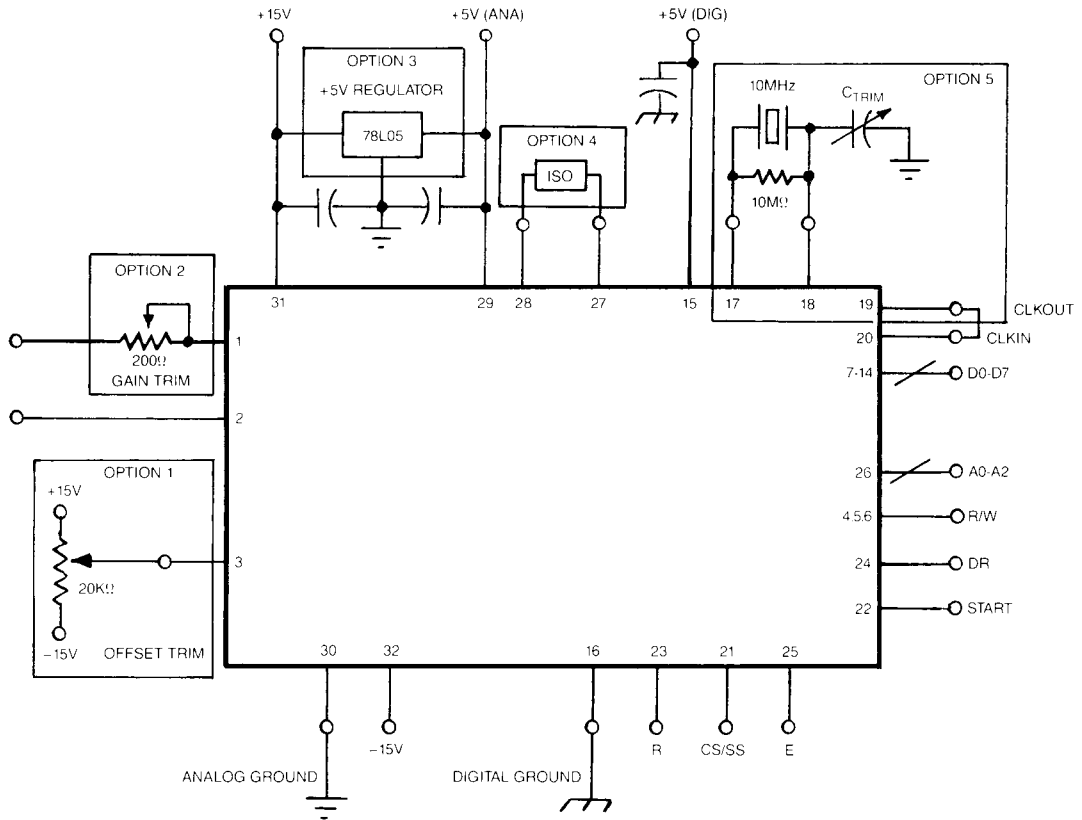 +15V
+5V (ANA)
+5V (DIG)
OPTION 3
+5V REGULATOR
78L05
OPTION 4
ISO
OPTION 5
10MHz
CTRIM
10MΩ
OPTION 2
200Ω
GAIN TRIM
31
29
28
27
15
17
18
19
CLKOUT
1
20
CLKIN
7-14
D0-D7
2
OPTION 1
+15V
26
A0-A2
4.5.6
R/W
3
20KΩ
24
DR
22
START
-15V
OFFSET TRIM
30
32
16
23
21
25
-15V
R
CS/SS
E
ANALOG GROUND
DIGITAL GROUND